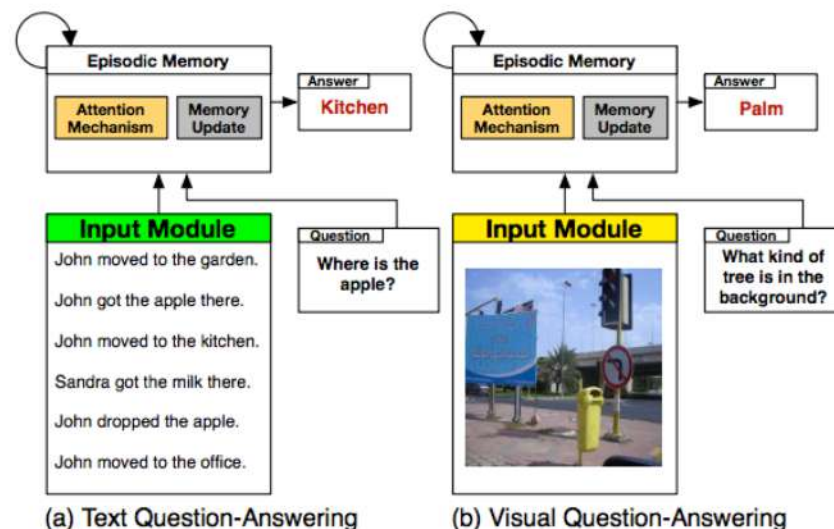 Episodic Memory
Attention
Mechanism
Memory
Update
Answer
Kitchen
Input Module
John moved to the garden.
John got the apple there.
John moved to the kitchen.
Sandra got the milk there.
John dropped the apple.
John moved to the office.
Question
Where is the
apple?
(a) Text Question-Answering
Episodic Memory
Attention
Mechanism
Memory
Update
Answer
Palm
Input Module
Question
What kind of
tree is in the
background?
(b) Visual Question-Answering